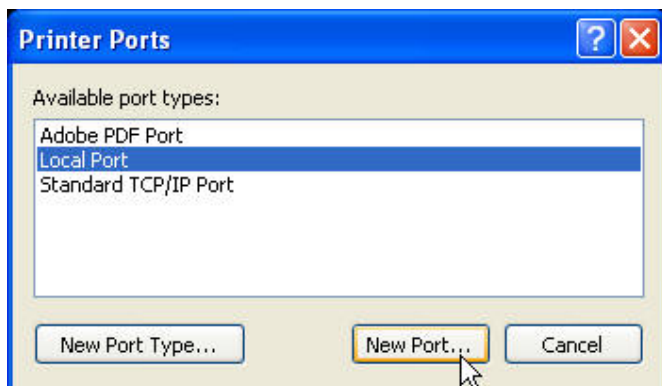 Printer Ports
Available port types:
Adobe PDF Port
Local Port
Standard TCP/IP Port
New Port Type... New Port... Cancel